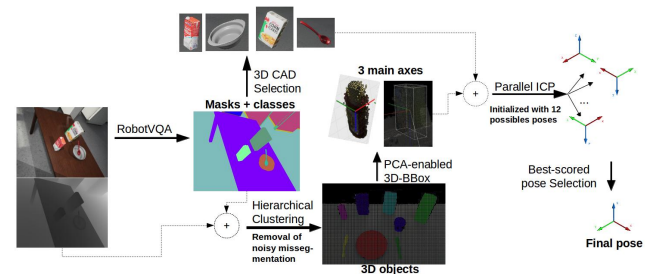 3D CAD
Selection
Masks + classes
RobotVQA
3 main axes
Parallel ICP
Initialized with 12
possibles poses
...
PCA-enabled
3D-BBox
Hierarchical
Clustering
Removal of
noisy misseg-
mentation
3D objects
Best-scored
pose Selection
Final pose